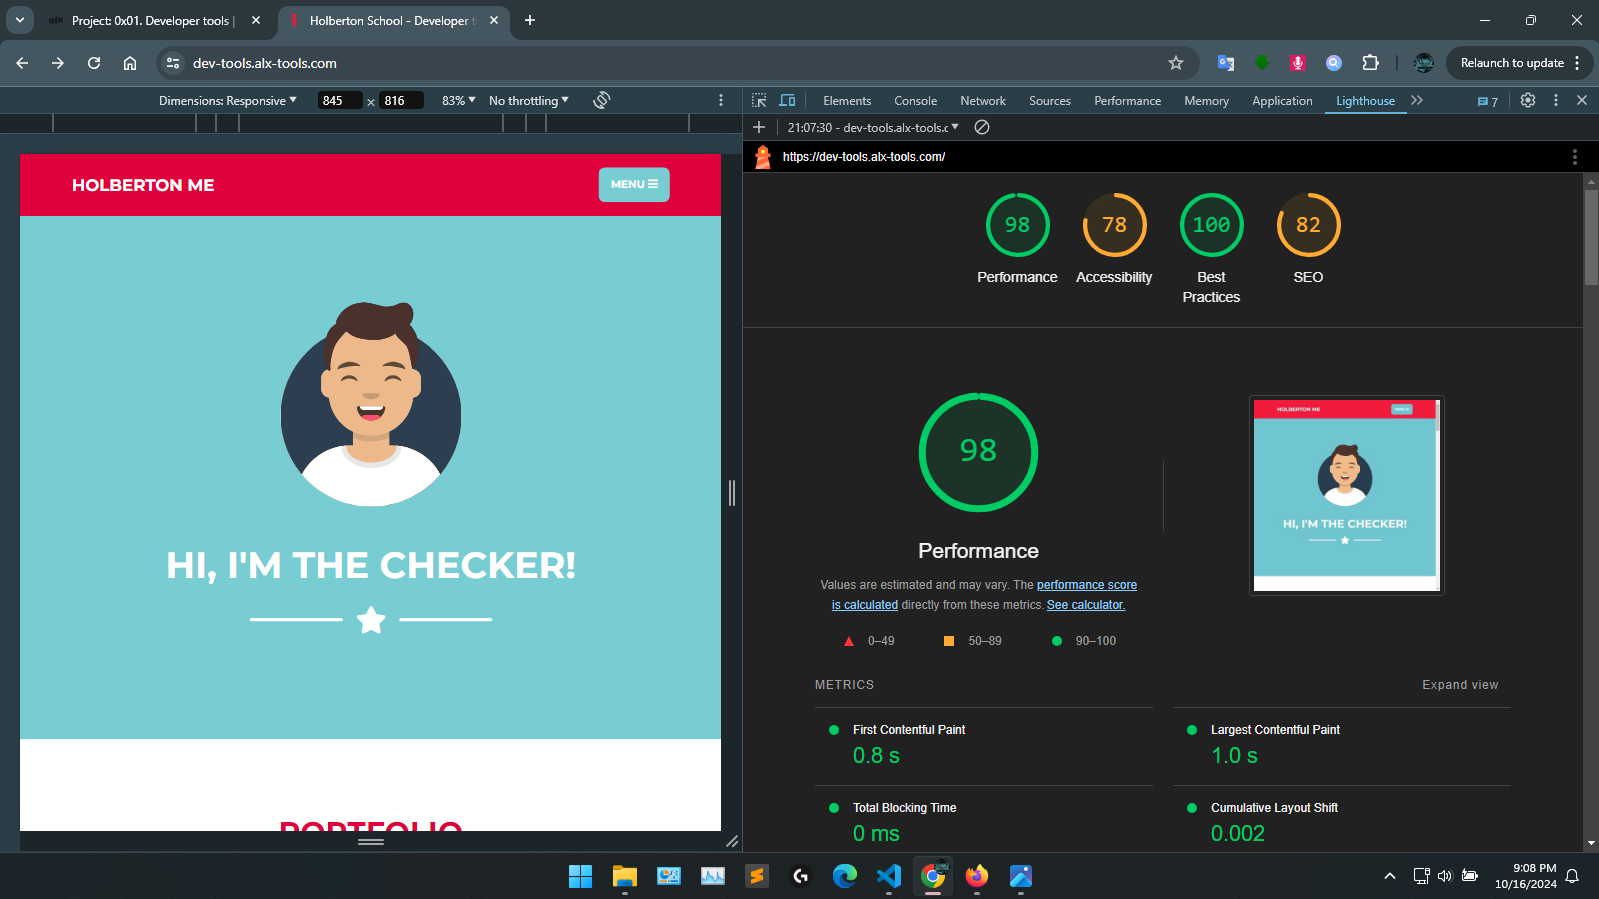 alx Project: 0x01. Developer tools |
Holberton School - Developer t
dev-tools.alx-tools.com
Relaunch to update
Dimensions: Responsive 845 x 816 83% No throttling
Elements Console Network Sources Performance Memory Application Lighthouse 7
21:07:30 - dev-tools.alx-tools.c
https://dev-tools.alx-tools.com/
HOLBERTON ME
MENU
HI, I'M THE CHECKER!
PORTFOLIO
98 78 100 82
Performance Accessibility Best SEO
Practices
98
HOLBERTON ME
HI, I'M THE CHECKER!
Performance
Values are estimated and may vary. The performance score
is calculated directly from these metrics. See calculator.
0–49 50–89 90–100
METRICS Expand view
First Contentful Paint Largest Contentful Paint
0.8 s 1.0 s
Total Blocking Time Cumulative Layout Shift
0 ms 0.002
9:08 PM
10/16/2024